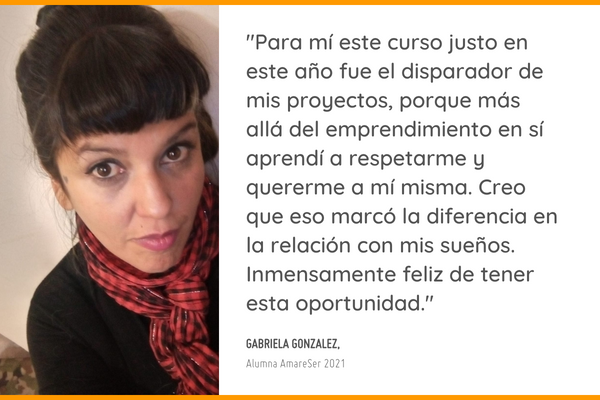 "Para mí este curso justo en
este año fue el disparador de
mis proyectos, porque más
allá del emprendimiento en sí
aprendí a respetarme y
quererme a mí misma. Creo
que eso marcó la diferencia en
la relación con mis sueños.
Inmensamente feliz de tener
esta oportunidad."
GABRIELA GONZALEZ,
Alumna AmareSer 2021